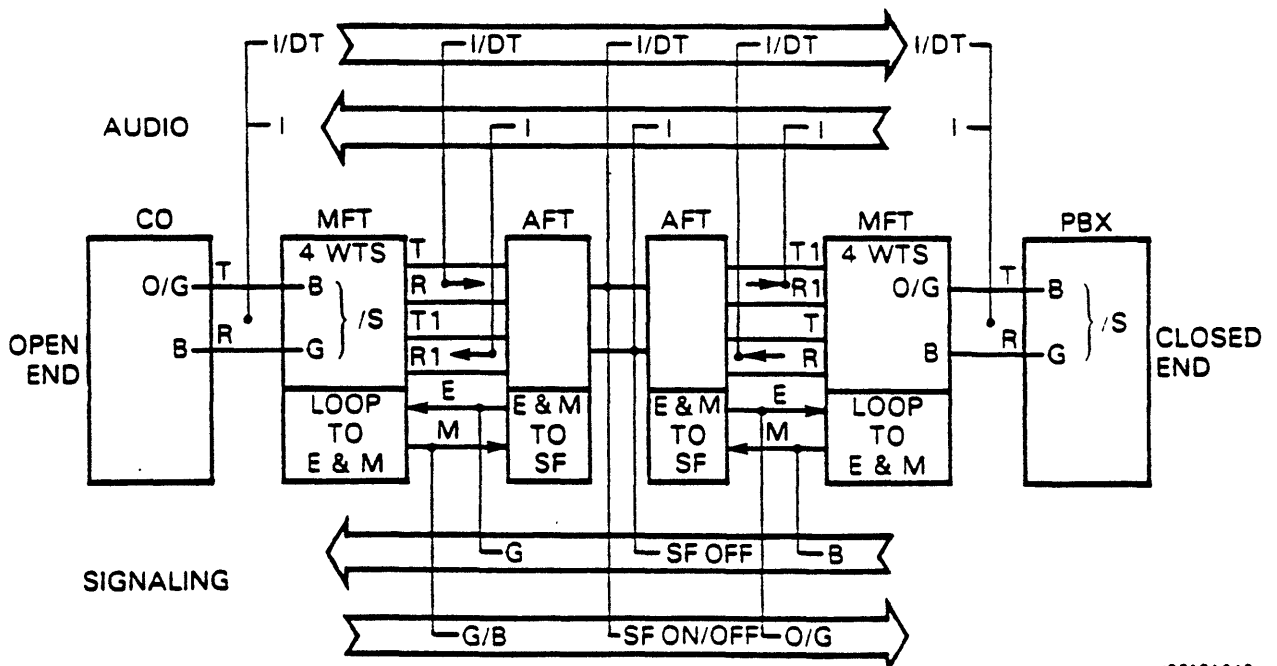 I/DT I/DT I/DT I/DT I/DT
AUDIO I I I I I
CO MFT AFT AFT MFT PBX
4 WTS T T1 4 WTS
O/G T B R R1 O/G T B
/S /S
T1 T
OPEN END B R G R1 R B R G CLOSED END
LOOP TO E & M E E & M TO SF E & M TO SF E LOOP TO E & M
M M
G SF OFF B
SIGNALING
G/B SF ON/OFF O/G